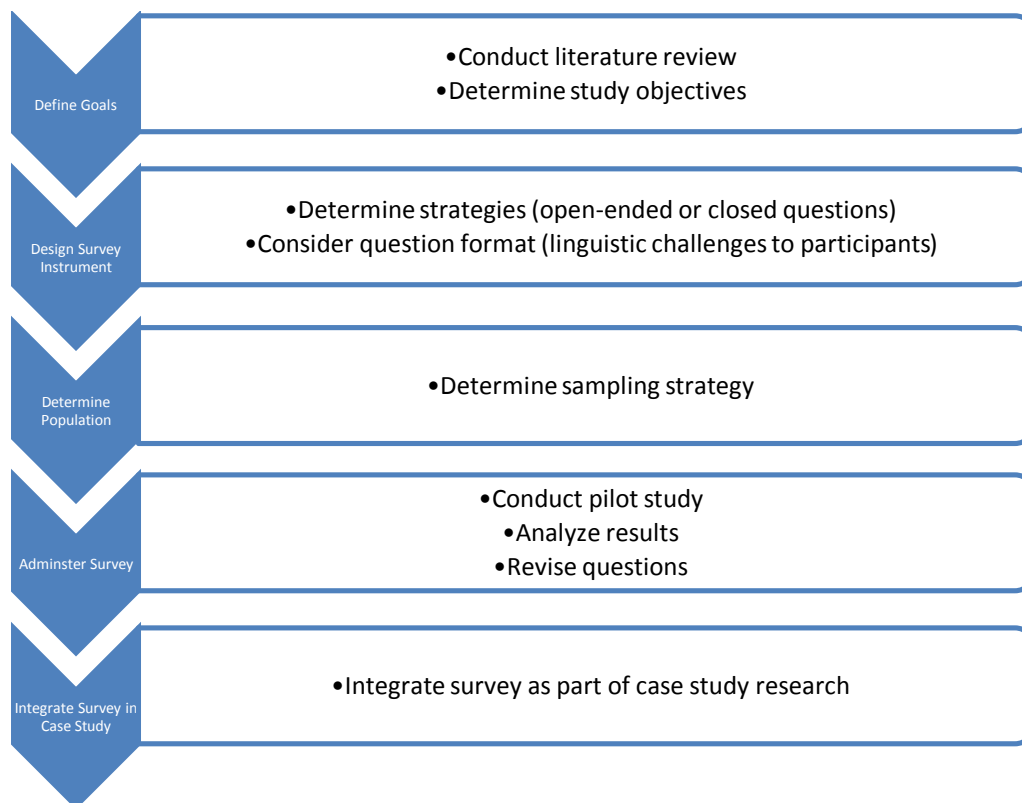 Define Goals
•Conduct literature review
•Determine study objectives
Design Survey
Instrument
•Determine strategies (open-ended or closed questions)
•Consider question format (linguistic challenges to participants)
Determine
Population
•Determine sampling strategy
Adminster Survey
•Conduct pilot study
•Analyze results
•Revise questions
Integrate Survey in
Case Study
•Integrate survey as part of case study research